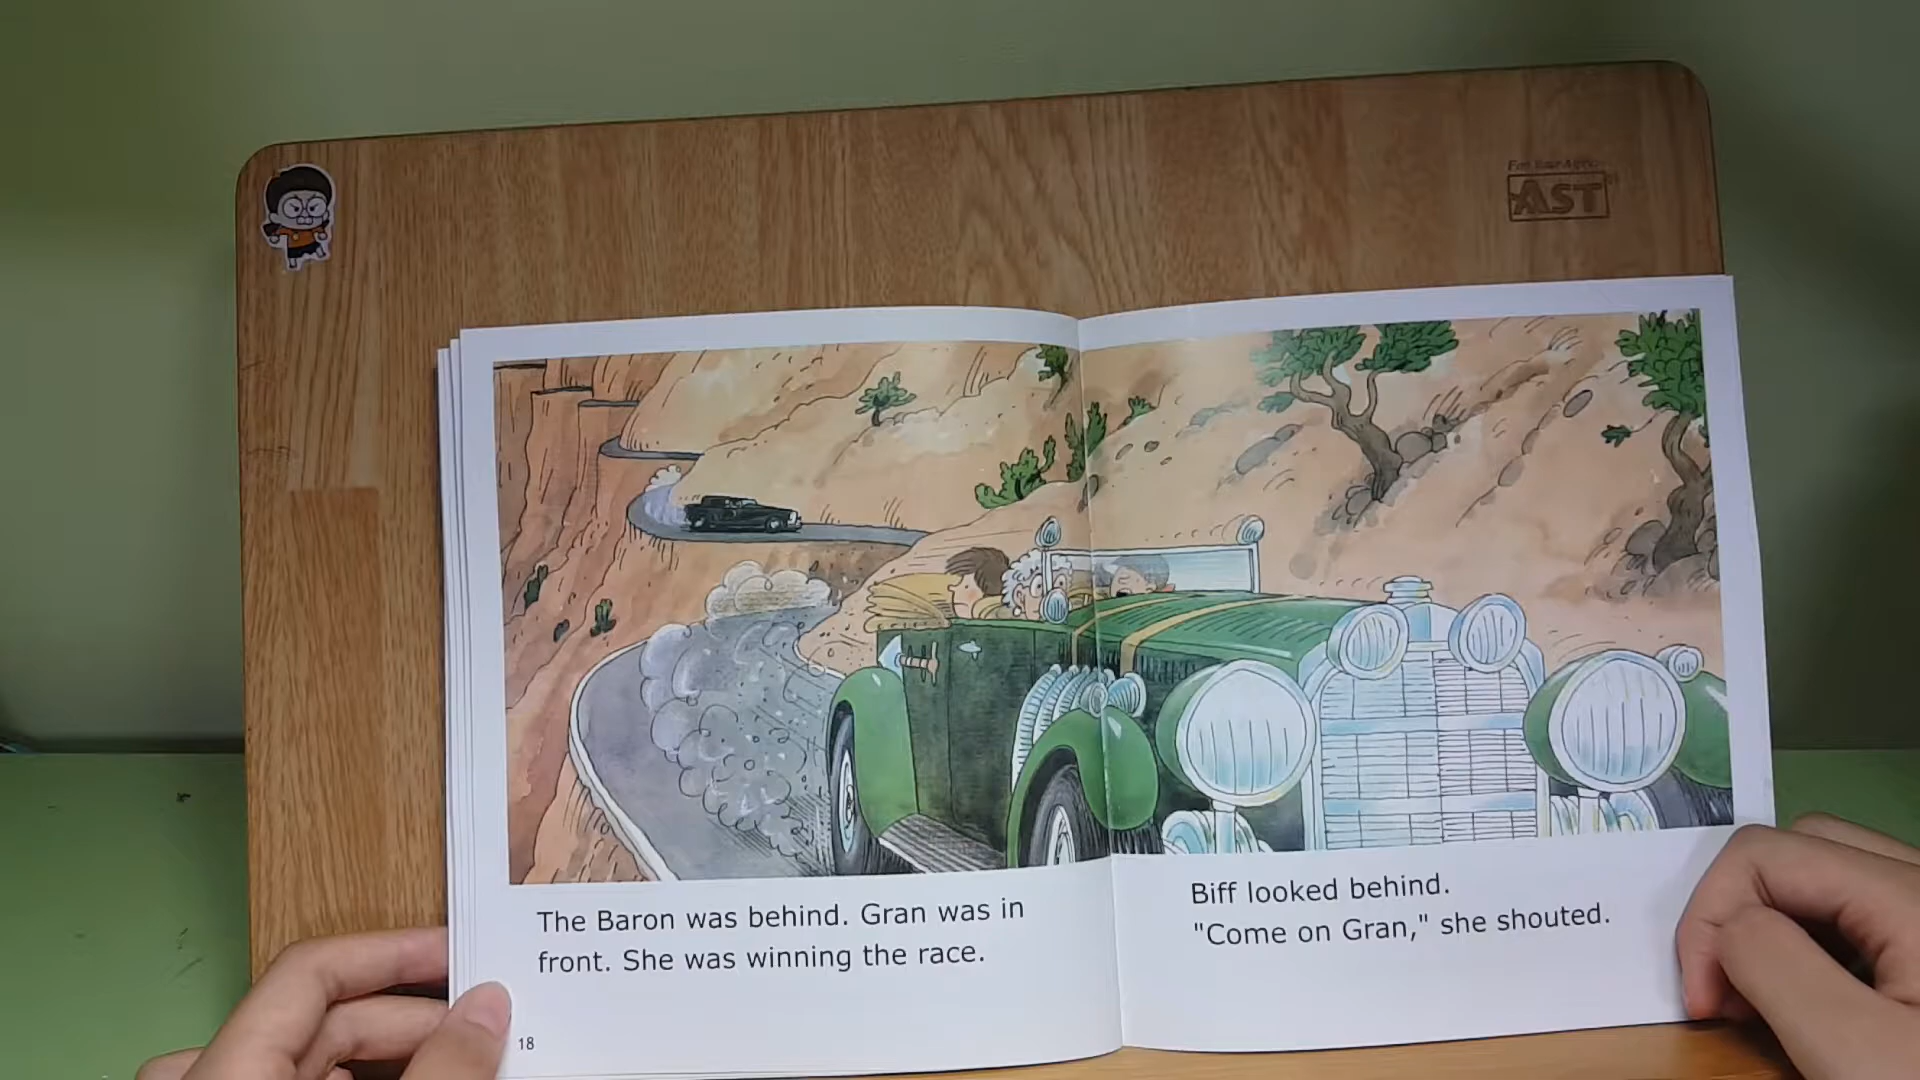 AST
The Baron was behind. Gran was in
front. She was winning the race.
18
Biff looked behind.
"Come on Gran," she shouted.